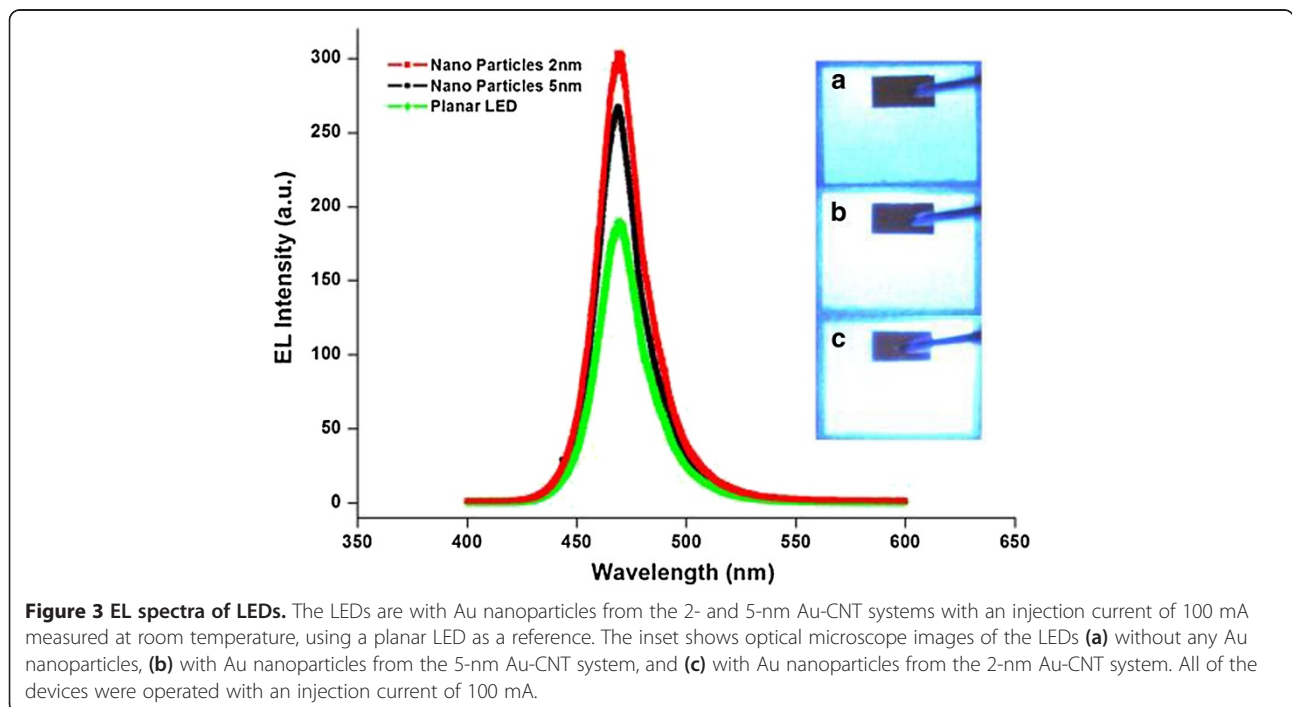 300
250
200
150
100
50
0
EL Intensity (a.u.)
Nano Particles 2nm
Nano Particles 5nm
Planar LED
a
b
c
350 400 450 500 550 600 650
Wavelength (nm)
Figure 3 EL spectra of LEDs. The LEDs are with Au nanoparticles from the 2- and 5-nm Au-CNT systems with an injection current of 100 mA
measured at room temperature, using a planar LED as a reference. The inset shows optical microscope images of the LEDs (a) without any Au
nanoparticles, (b) with Au nanoparticles from the 5-nm Au-CNT system, and (c) with Au nanoparticles from the 2-nm Au-CNT system. All of the
devices were operated with an injection current of 100 mA.